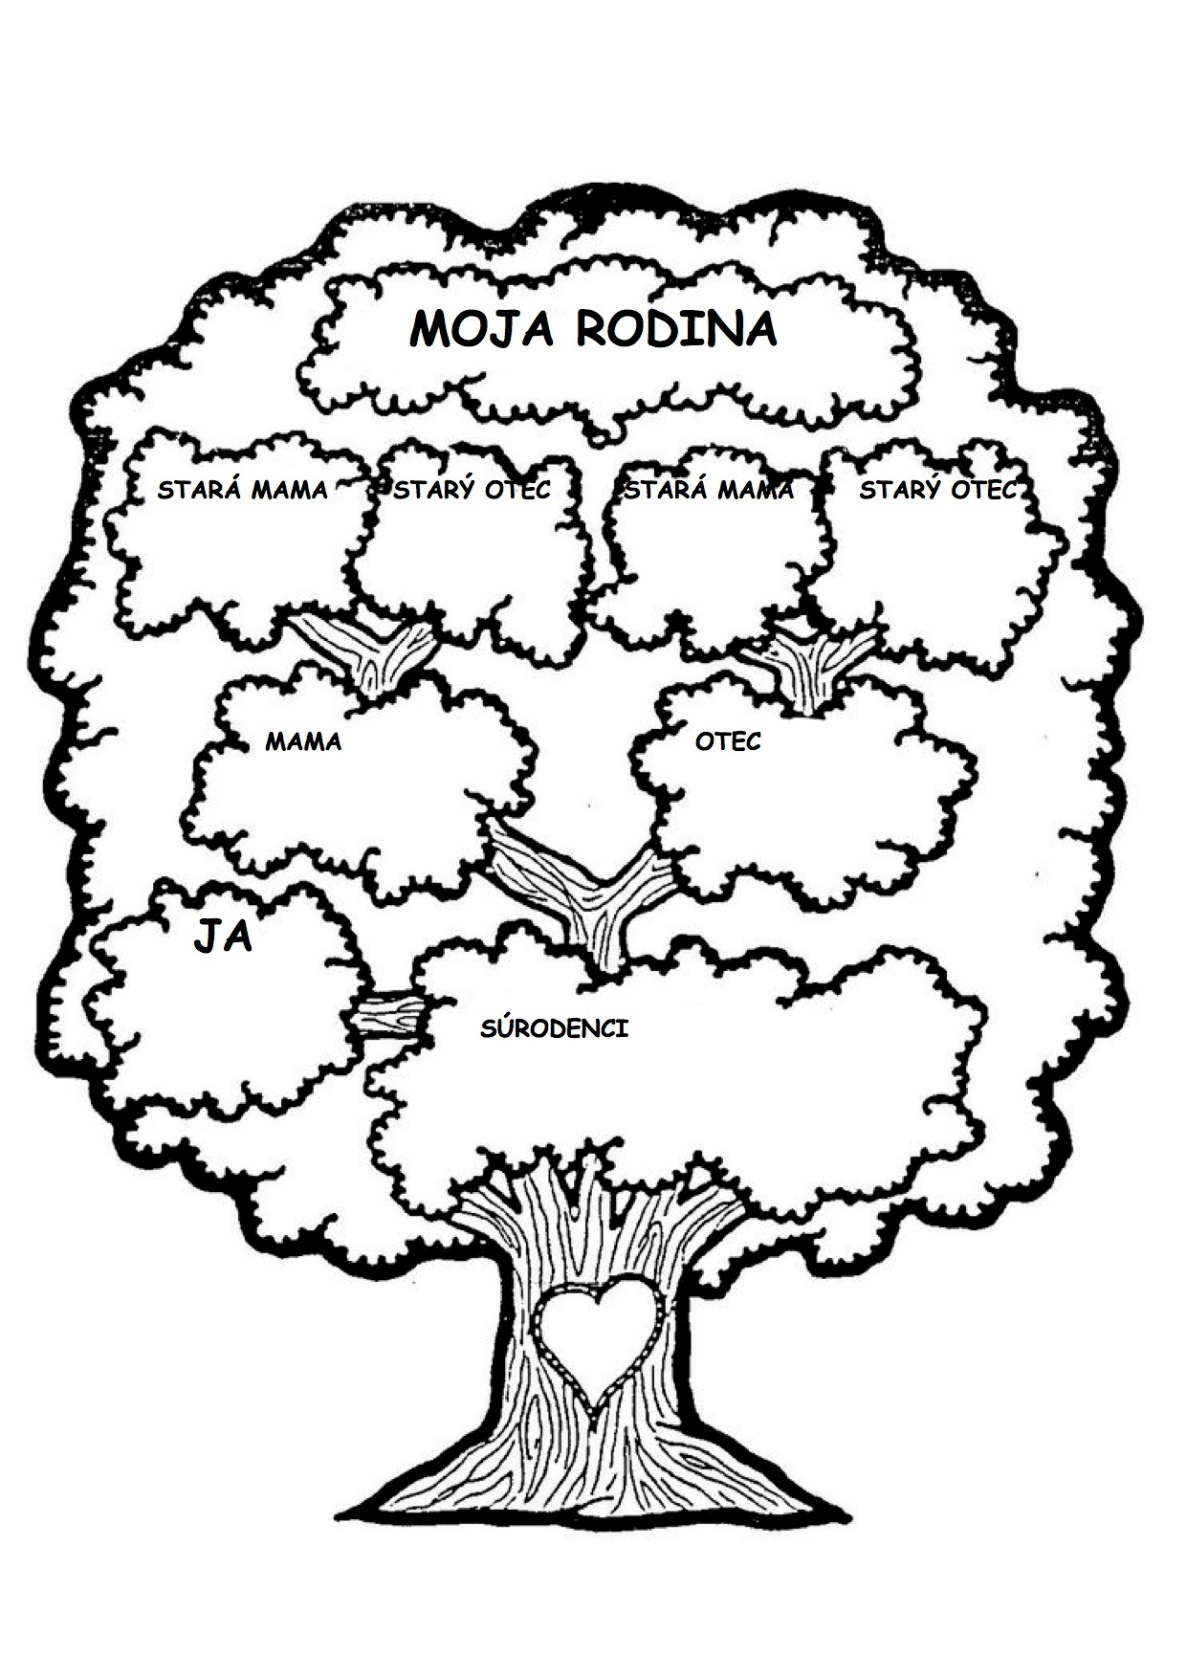 MOJA RODINA
STARÁ MAMA STARÝ OTEC STARÁ MAMA STARÝ OTEC
MAMA OTEC
JA
SÚRODENCI